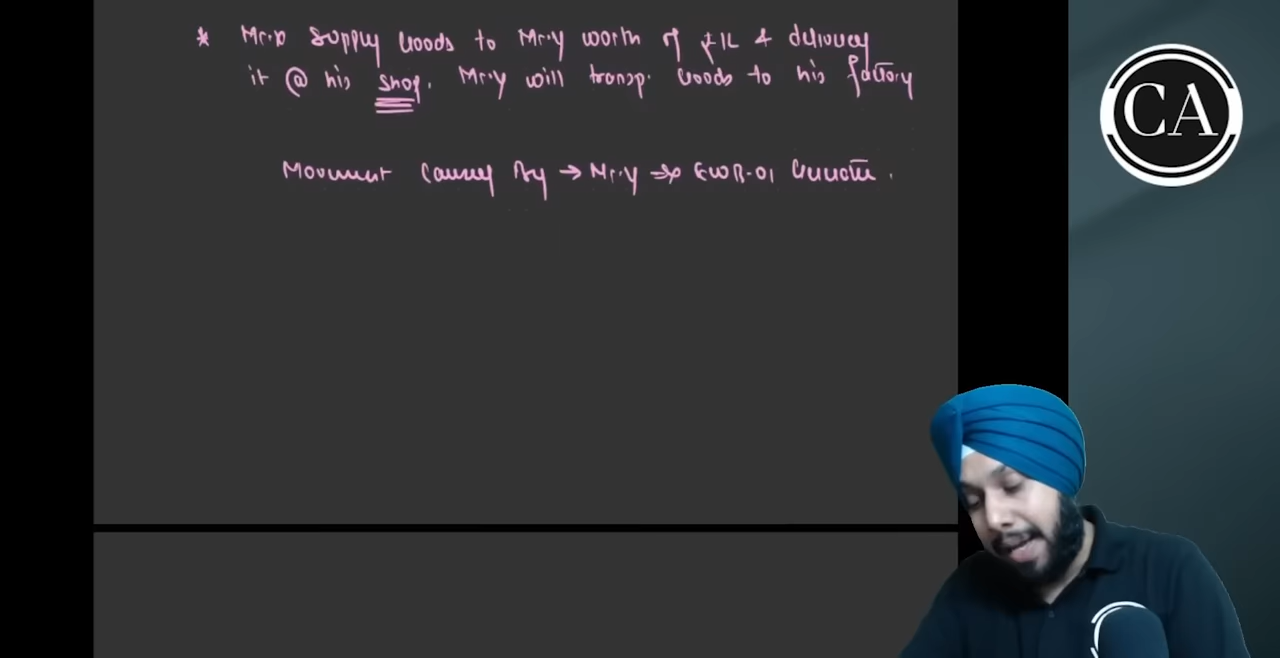 * Mr.X Supply Goods to Mr.Y worth of ₹1L & delivery
it @ his shop. Mr.Y will transp. Goods to his factory
Movement Caused By → Mr.Y → EWB-01 Generate.
CA